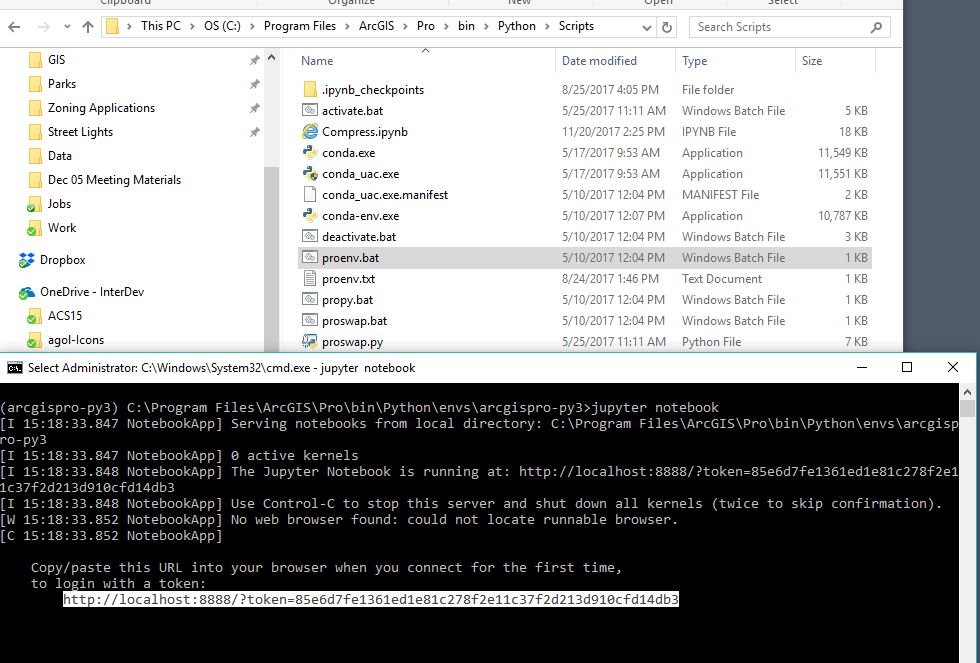 Clipboard Organize New Open Select
This PC > OS (C:) > Program Files > ArcGIS > Pro > bin > Python > Scripts
Search Scripts
GIS
Parks
Zoning Applications
Street Lights
Data
Dec 05 Meeting Materials
Jobs
Work
Dropbox
OneDrive - InterDev
ACS15
agol-Icons
Name Date modified Type Size
.ipynb_checkpoints 8/25/2017 4:05 PM File folder
activate.bat 5/25/2017 11:11 AM Windows Batch File 5 KB
Compress.ipynb 11/20/2017 2:25 PM IPYNB File 18 KB
conda.exe 5/17/2017 9:53 AM Application 11,549 KB
conda_uac.exe 5/17/2017 9:53 AM Application 11,551 KB
conda_uac.exe.manifest 5/10/2017 12:04 PM MANIFEST File 2 KB
conda-env.exe 5/10/2017 12:07 PM Application 10,787 KB
deactivate.bat 5/10/2017 12:04 PM Windows Batch File 3 KB
proenv.bat 5/10/2017 12:04 PM Windows Batch File 1 KB
proenv.txt 8/24/2017 1:46 PM Text Document 1 KB
propy.bat 5/10/2017 12:04 PM Windows Batch File 1 KB
proswap.bat 5/10/2017 12:04 PM Windows Batch File 1 KB
proswap.py 5/25/2017 11:11 AM Python File 7 KB
Select Administrator: C:\Windows\System32\cmd.exe - jupyter notebook
(arcgispro-py3) C:\Program Files\ArcGIS\Pro\bin\Python\envs\arcgispro-py3>jupyter notebook
[I 15:18:33.847 NotebookApp] Serving notebooks from local directory: C:\Program Files\ArcGIS\Pro\bin\Python\envs\arcgisp
ro-py3
[I 15:18:33.847 NotebookApp] 0 active kernels
[I 15:18:33.848 NotebookApp] The Jupyter Notebook is running at: http://localhost:8888/?token=85e6d7fe1361ed1e81c278f2e1
1c37f2d213d910cfd14db3
[I 15:18:33.848 NotebookApp] Use Control-C to stop this server and shut down all kernels (twice to skip confirmation).
[W 15:18:33.852 NotebookApp] No web browser found: could not locate runnable browser.
[C 15:18:33.852 NotebookApp]
Copy/paste this URL into your browser when you connect for the first time,
to login with a token:
http://localhost:8888/?token=85e6d7fe1361ed1e81c278f2e11c37f2d213d910cfd14db3